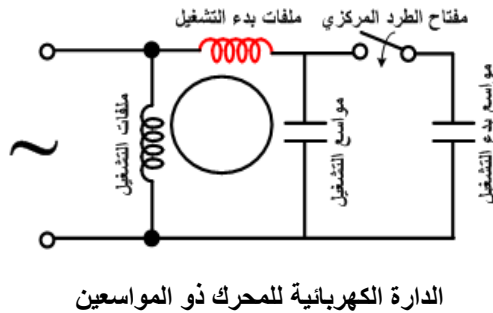 ملفات بدء التشغيل
مفتاح الطرد المركزي
ملفات التشغيل
مواسع التشغيل
مواسع بدء التشغيل
~
الدارة الكهربائية للمحرك ذو المواسعين